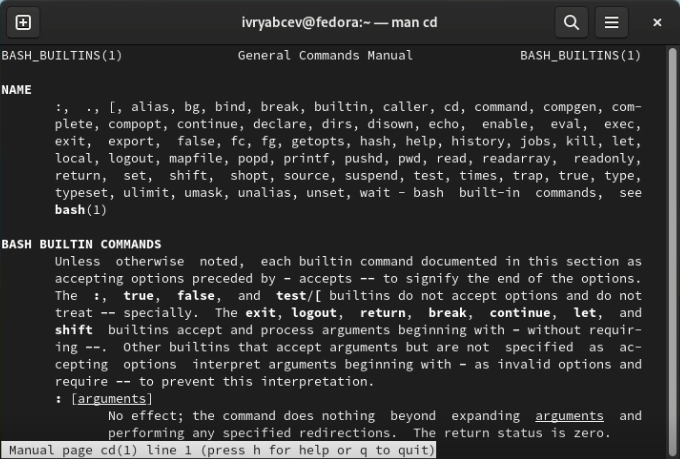 ivryabcev@fedora:~ — man cd
BASH_BUILTINS(1) General Commands Manual BASH_BUILTINS(1)
NAME
:, ., [, alias, bg, bind, break, builtin, caller, cd, command, compgen, com-
plete, compopt, continue, declare, dirs, disown, echo, enable, eval, exec,
exit, export, false, fc, fg, getopts, hash, help, history, jobs, kill, let,
local, logout, mapfile, popd, printf, pushd, pwd, read, readarray, readonly,
return, set, shift, shopt, source, suspend, test, times, trap, true, type,
typeset, ulimit, umask, unalias, unset, wait - bash built-in commands, see
bash(1)
BASH BUILTIN COMMANDS
Unless otherwise noted, each builtin command documented in this section as
accepting options preceded by - accepts -- to signify the end of the options.
The :, true, false, and test/[ builtins do not accept options and do not
treat -- specially. The exit, logout, return, break, continue, let, and
shift builtins accept and process arguments beginning with - without requir-
ing --. Other builtins that accept arguments but are not specified as ac-
cepting options interpret arguments beginning with - as invalid options and
require -- to prevent this interpretation.
: [arguments]
No effect; the command does nothing beyond expanding arguments and
performing any specified redirections. The return status is zero.
Manual page cd(1) line 1 (press h for help or q to quit)